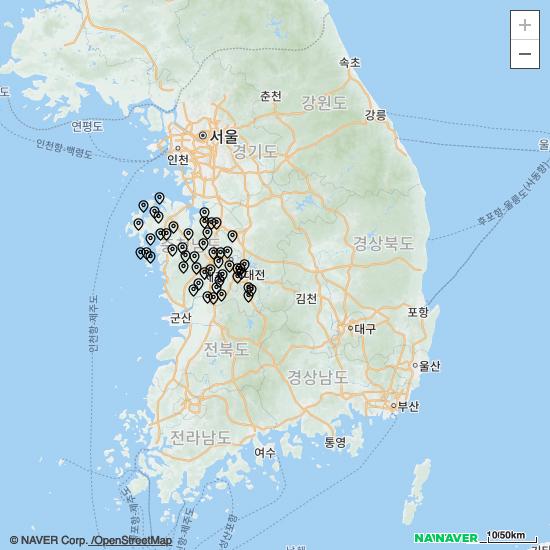 +
−
속초
춘천
강원도
강릉
연평도
서울
인천
경기도
인천항-백령도
울
후포항-울릉도(사동항)
경상북도
대전
김천
포항
인천항-제주도
군산
대구
전북도
울산
경상남도
부산
전라남도
여수
통영
© NAVER Corp. /OpenStreetMap
NAVER
10/50km